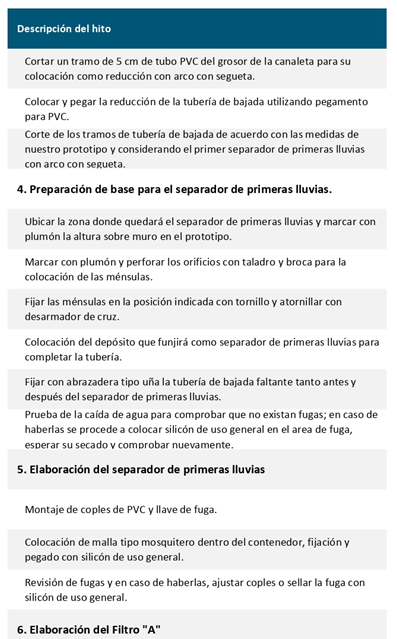 Descripción del hito
Cortar un tramo de 5 cm de tubo PVC del grosor de la canaleta para su
colocación como reducción con arco con segueta.
Colocar y pegar la reducción de la tubería de bajada utilizando pegamento
para PVC.
Corte de los tramos de tubería de bajada de acuerdo con las medidas de
nuestro prototipo y considerando el primer separador de primeras lluvias
con arco con segueta.
4. Preparación de base para el separador de primeras lluvias.
Ubicar la zona donde quedará el separador de primeras lluvias y marcar con
plumón la altura sobre muro en el prototipo.
Marcar con plumón y perforar los orificios con taladro y broca para la
colocación de las ménsulas.
Fijar las ménsulas en la posición indicada con tornillo y atornillar con
desarmador de cruz.
Colocación del depósito que funjirá como separador de primeras lluvias para
completar la tubería.
Fijar con abrazadera tipo uña la tubería de bajada faltante tanto antes y
después del separador de primeras lluvias.
Prueba de la caída de agua para comprobar que no existan fugas; en caso de
haberlas se procede a colocar silicón de uso general en el area de fuga,
esperar su secado y comprobar nuevamente.
5. Elaboración del separador de primeras lluvias
Montaje de coples de PVC y llave de fuga.
Colocación de malla tipo mosquitero dentro del contenedor, fijación y
pegado con silicón de uso general.
Revisión de fugas y en caso de haberlas, ajustar coples o sellar la fuga con
silicón de uso general.
6. Elaboración del Filtro "A"